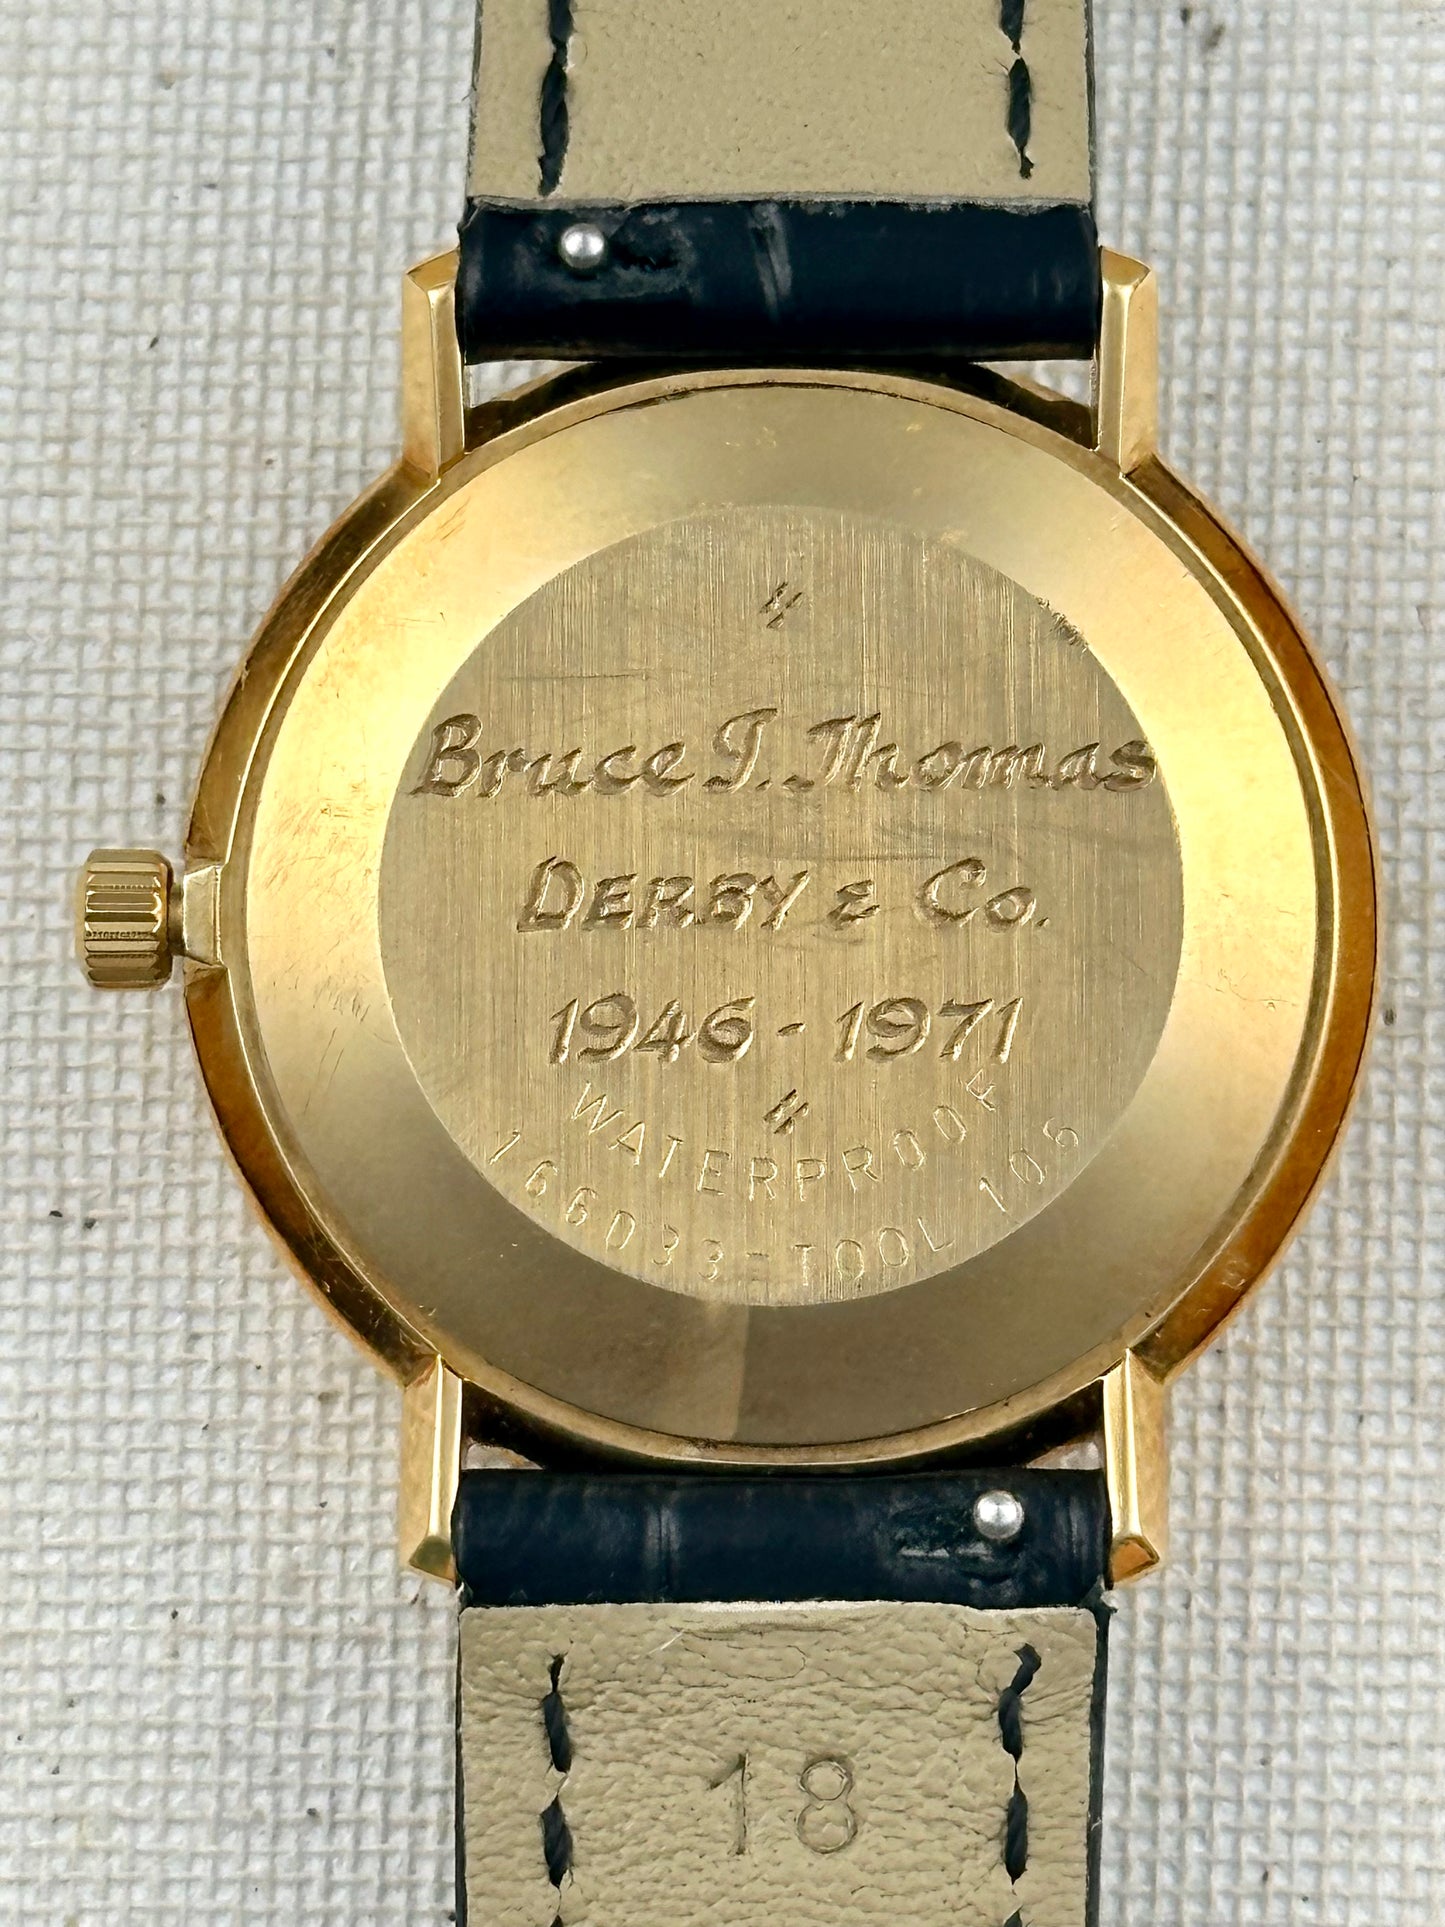 Bruce J. Thomas
DERBY & Co.
1946 - 1971
WATERPROOF
166033-TOOL 106
18